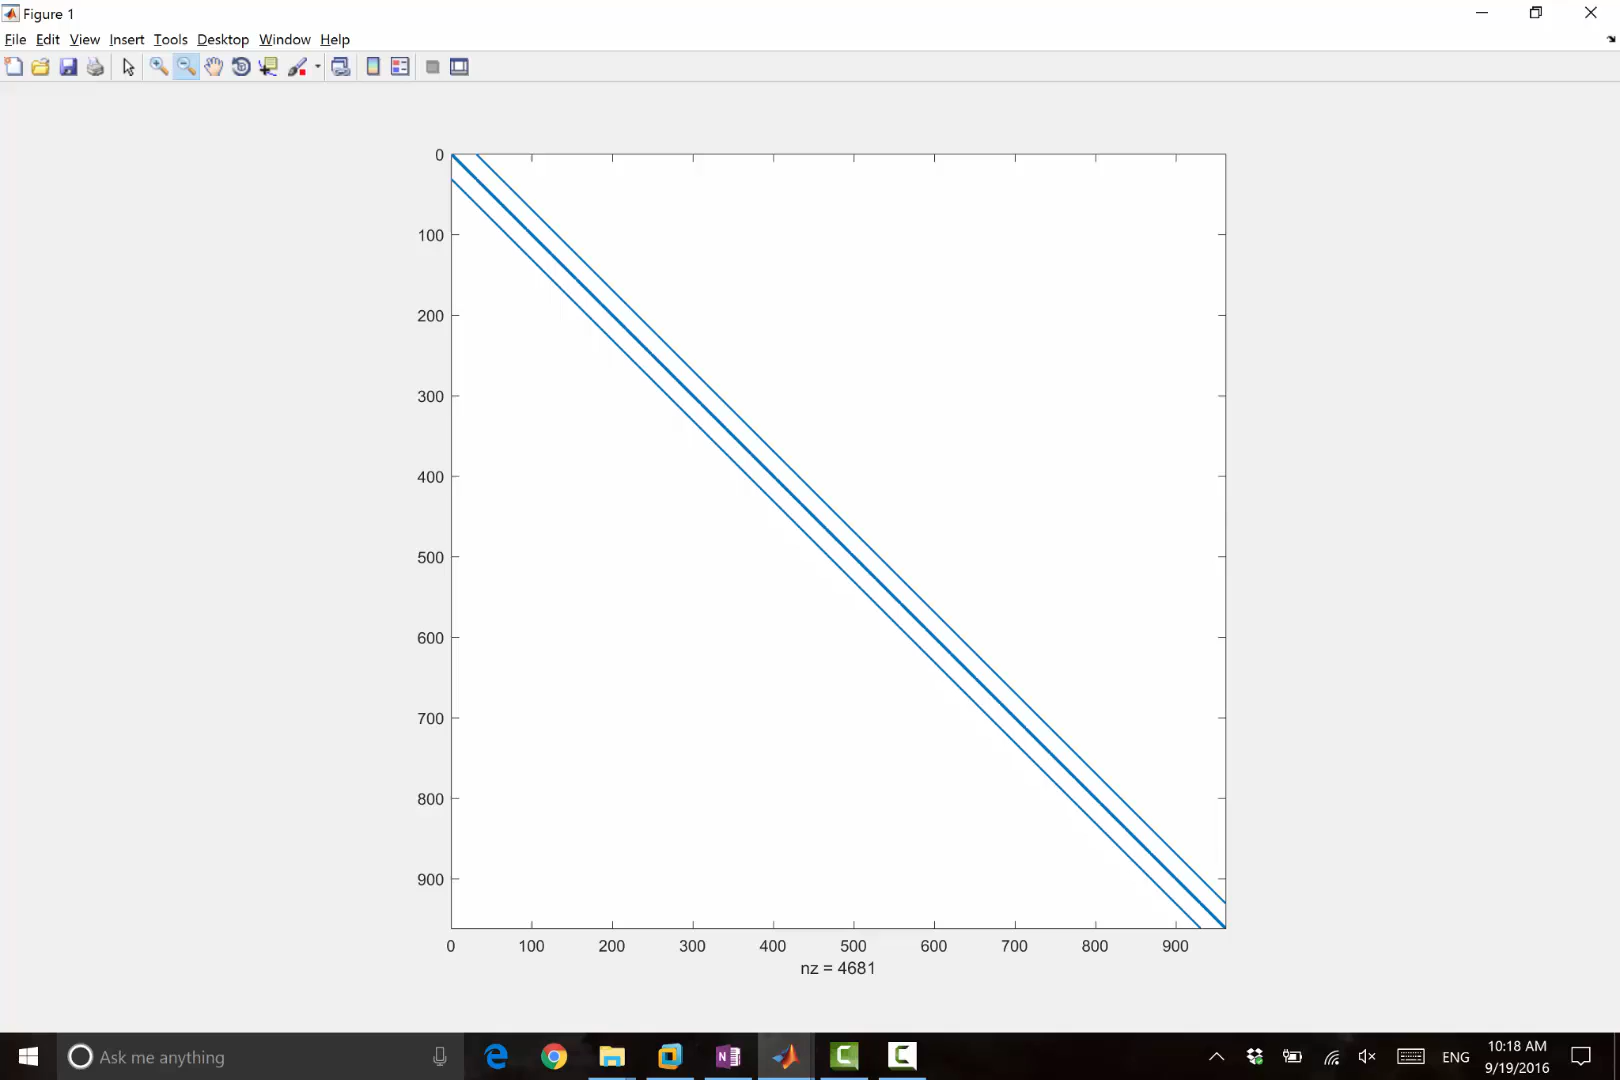 Figure 1
File Edit View Insert Tools Desktop Window Help
0
100
200
300
400
500
600
700
800
900
0 100 200 300 400 500 600 700 800 900
nz = 4681
Ask me anything
N
ENG
10:18 AM
9/19/2016